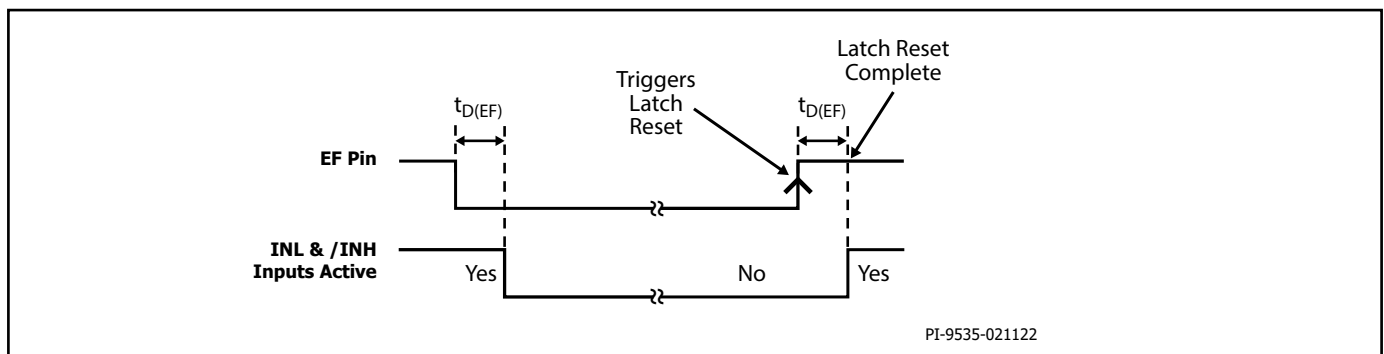 Latch Reset
Complete
Triggers
Latch
Reset
tD(EF)
tD(EF)
EF Pin
INL & /INH
Inputs Active
Yes
No
Yes
PI-9535-021122